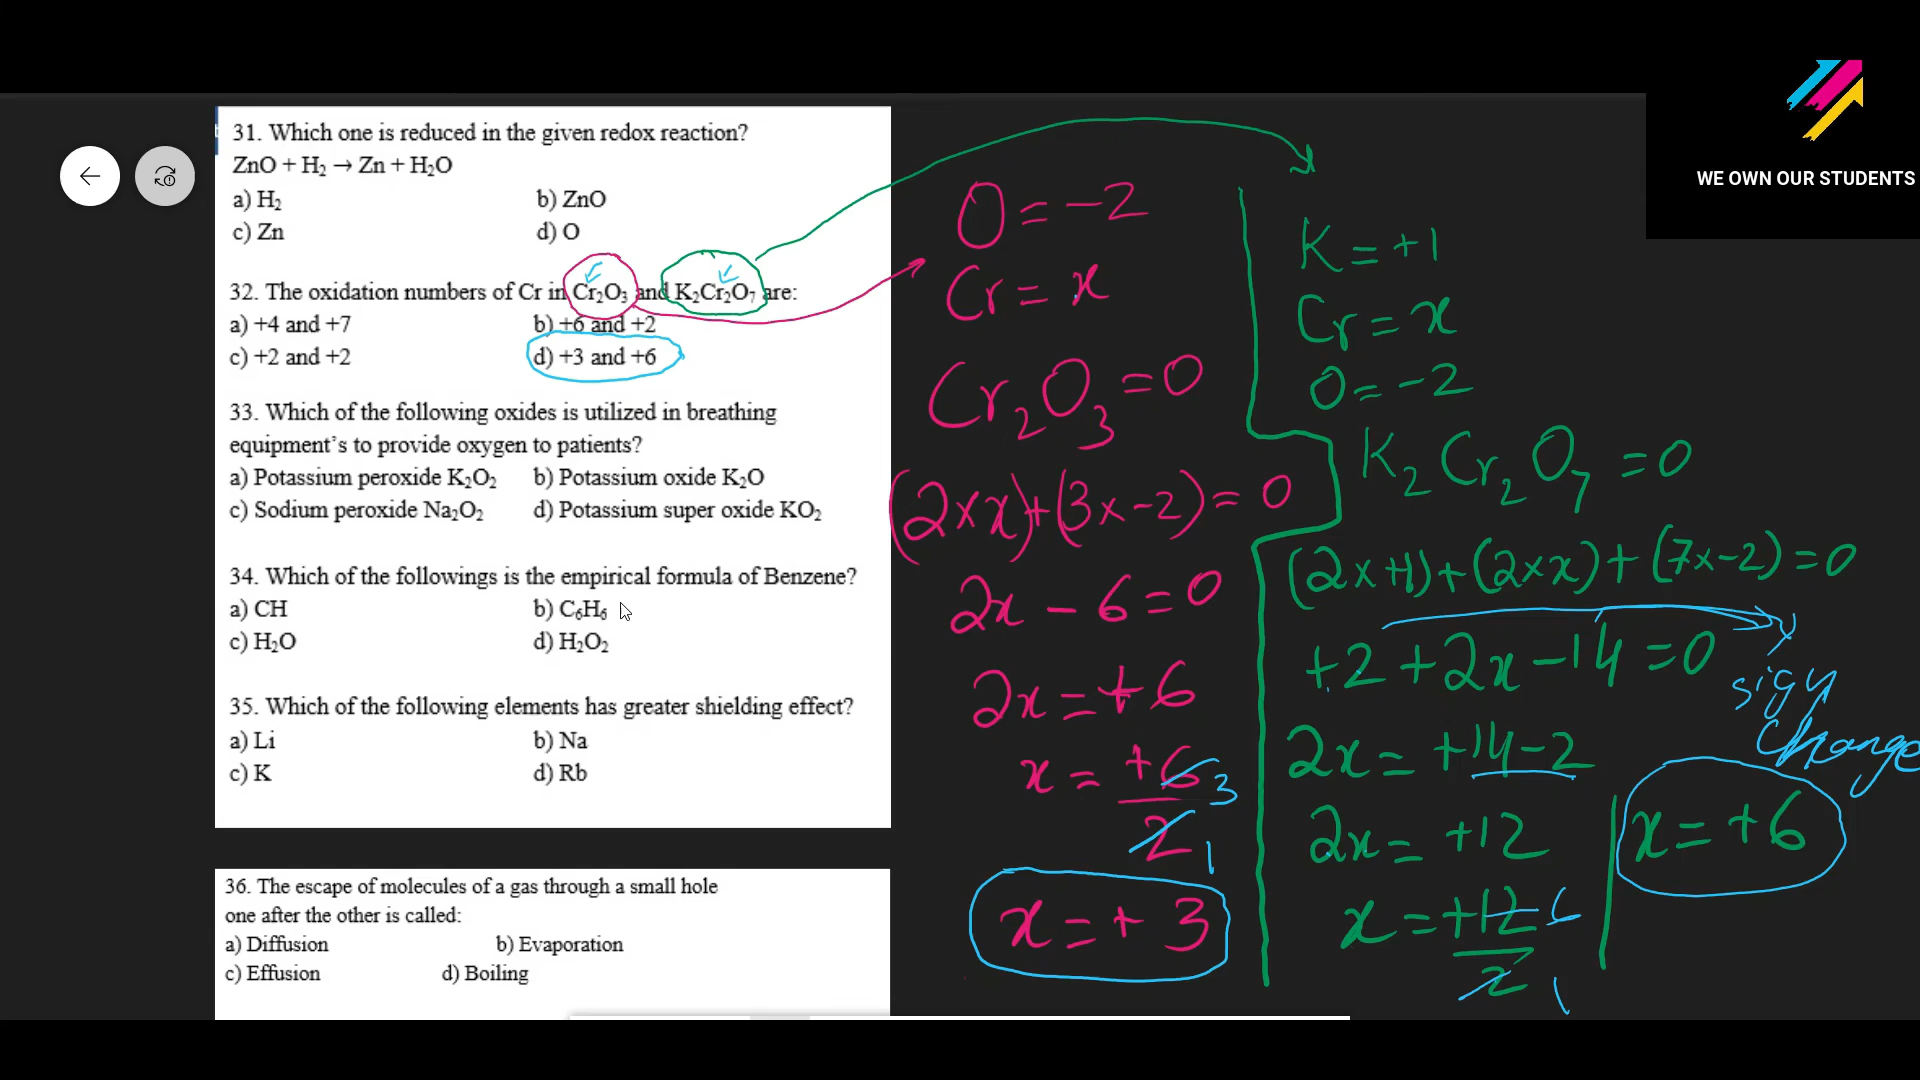 31. Which one is reduced in the given redox reaction?
ZnO + H₂ → Zn + H₂O
a) H₂ b) ZnO
c) Zn d) O
32. The oxidation numbers of Cr in Cr₂O₃ and K₂Cr₂O₇ are:
a) +4 and +7 b) +6 and +2
c) +2 and +2 d) +3 and +6
33. Which of the following oxides is utilized in breathing
equipment's to provide oxygen to patients?
a) Potassium peroxide K₂O₂ b) Potassium oxide K₂O
c) Sodium peroxide Na₂O₂ d) Potassium super oxide KO₂
34. Which of the followings is the empirical formula of Benzene?
a) CH b) C₆H₆
c) H₂O d) H₂O₂
35. Which of the following elements has greater shielding effect?
a) Li b) Na
c) K d) Rb
36. The escape of molecules of a gas through a small hole
one after the other is called:
a) Diffusion b) Evaporation
c) Effusion d) Boiling
O = -2
Cr = x
Cr₂O₃ = 0
(2×x)+(3×-2) = 0
2x - 6 = 0
2x = +6
x = +6 3
2 1
x = + 3
K = +1
Cr = x
O = -2
K₂Cr₂O₇ = 0
(2×+1)+(2×x)+(7×-2) = 0
+2 +2x -14 = 0
sign
change
2x = +14-2
2x = +12
x = +12 6
2 1
x = +6
WE OWN OUR STUDENTS